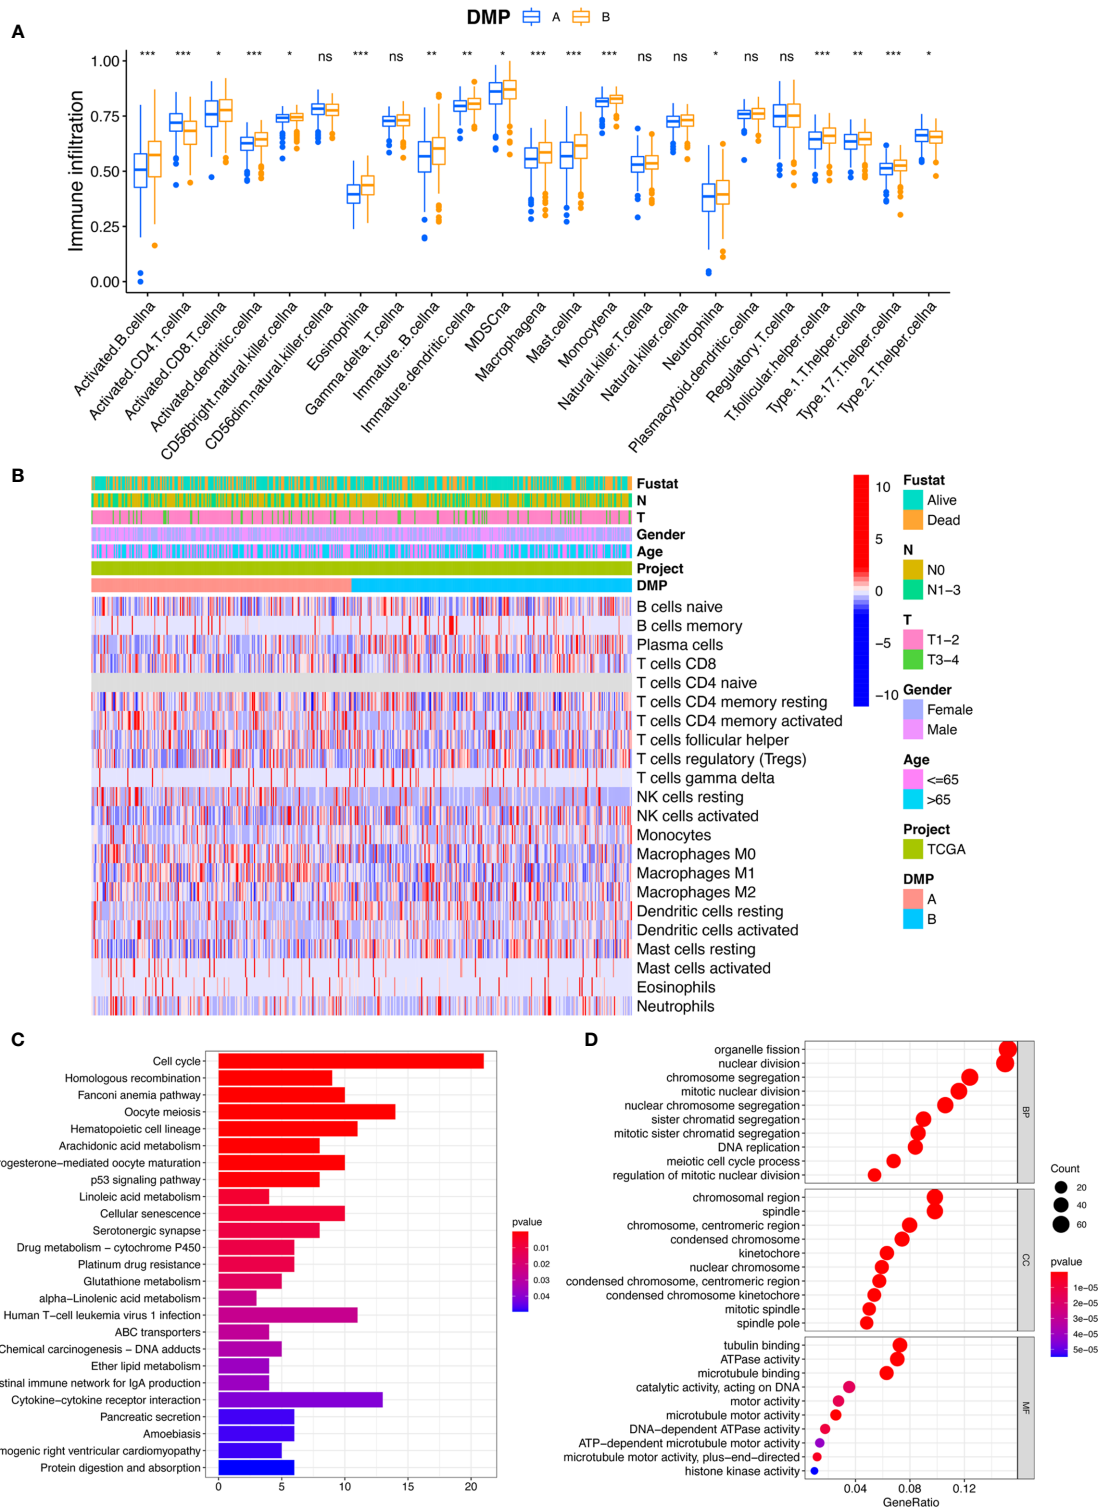 DMP A B
A
*** *** * *** * ns *** ns ** ** * *** *** *** ns ns * ns ns *** ** *** *
Immune infiltration
1.00
0.75
0.50
0.25
0.00
Activated.B.cellna
Activated.CD4.T.cellna
Activated.CD8.T.cellna
Activated.dendritic.cellna
CD56bright.natural.killer.cellna
CD56dim.natural.killer.cellna
Eosinophilna
Gamma.delta.T.cellna
Immature..B.cellna
Immature.dendritic.cellna
MDSCna
Macrophagena
Mast.cellna
Monocytena
Natural.killer.T.cellna
Natural.killer.cellna
Neutrophilna
Plasmacytoid.dendritic.cellna
Regulatory.T.cellna
T.follicular.helper.cellna
Type.1.T.helper.cellna
Type.17.T.helper.cellna
Type.2.T.helper.cellna
B
Fustat
N
T
Gender
Age
Project
DMP
B cells naive
B cells memory
Plasma cells
T cells CD8
T cells CD4 naive
T cells CD4 memory resting
T cells CD4 memory activated
T cells follicular helper
T cells regulatory (Tregs)
T cells gamma delta
NK cells resting
NK cells activated
Monocytes
Macrophages M0
Macrophages M1
Macrophages M2
Dendritic cells resting
Dendritic cells activated
Mast cells resting
Mast cells activated
Eosinophils
Neutrophils
10
5
0
−5
−10
Fustat
Alive
Dead
N
N0
N1−3
T
T1−2
T3−4
Gender
Female
Male
Age
<=65
>65
Project
TCGA
DMP
A
B
C
Cell cycle
Homologous recombination
Fanconi anemia pathway
Oocyte meiosis
Hematopoietic cell lineage
Arachidonic acid metabolism
rogesterone−mediated oocyte maturation
p53 signaling pathway
Linoleic acid metabolism
Cellular senescence
Serotonergic synapse
Drug metabolism − cytochrome P450
Platinum drug resistance
Glutathione metabolism
alpha−Linolenic acid metabolism
Human T−cell leukemia virus 1 infection
ABC transporters
Chemical carcinogenesis − DNA adducts
Ether lipid metabolism
stinal immune network for IgA production
Cytokine−cytokine receptor interaction
Pancreatic secretion
Amoebiasis
mogenic right ventricular cardiomyopathy
Protein digestion and absorption
0 5 10 15 20
pvalue
0.01
0.02
0.03
0.04
D
organelle fission
nuclear division
chromosome segregation
mitotic nuclear division
nuclear chromosome segregation
sister chromatid segregation
mitotic sister chromatid segregation
DNA replication
meiotic cell cycle process
regulation of mitotic nuclear division
BP
chromosomal region
spindle
chromosome, centromeric region
condensed chromosome
kinetochore
nuclear chromosome
condensed chromosome, centromeric region
condensed chromosome kinetochore
mitotic spindle
spindle pole
CC
tubulin binding
ATPase activity
microtubule binding
catalytic activity, acting on DNA
motor activity
microtubule motor activity
DNA−dependent ATPase activity
ATP−dependent microtubule motor activity
microtubule motor activity, plus−end−directed
histone kinase activity
MF
0.04 0.08 0.12
GeneRatio
Count
20
40
60
pvalue
1e−05
2e−05
3e−05
4e−05
5e−05